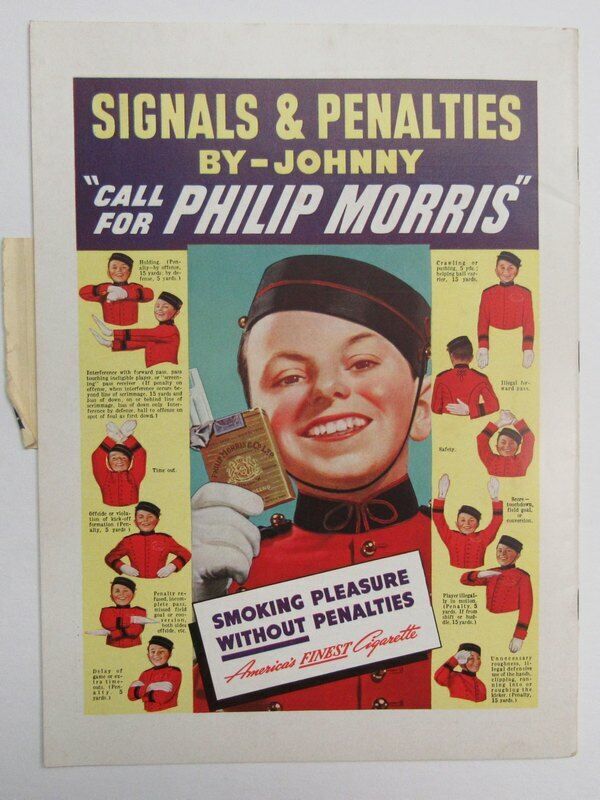 SIGNALS & PENALTIES
BY-JOHNNY
"CALL
FOR PHILIP MORRIS"
Holding. (Pen-
alty—by offense,
15 yards; by de-
fense, 5 yards.)
Interference with forward pass, pass
touching ineligible player, or "screen-
ing" pass receiver. (If penalty on
offense, when interference occurs be-
yond line of scrimmage, 15 yards and
loss of down, on or behind line of
scrimmage, loss of down only. Inter-
ference by defense, ball to offense on
spot of foul as first down.)
Time out.
Offside or viola-
tion of kick-off
formation (Pen-
alty, 5 yards.)
Penalty re-
fused, incom-
plete pass,
missed field
goal or con-
version,
both sides
offside, etc.
Delay of
game or ex-
tra time-
outs. (Pen-
alty 5
yards.)
Crawling or
pushing, 5 yds.;
helping ball car-
rier, 15 yards.
Illegal for-
ward pass.
Safety.
Score—
touchdown,
field goal,
conversion.
Player illegal-
ly in motion.
(Penalty, 5
yards. If from
shift or hud-
dle, 15 yards.)
Unnecessary
roughness, il-
legal defensive
use of the hands,
clipping, run-
ning into or
roughing the
kicker. (Penalty,
15 yards.)
PHILIP MORRIS & CO. LTD
SMOKING PLEASURE
WITHOUT PENALTIES
America's FINEST Cigarette